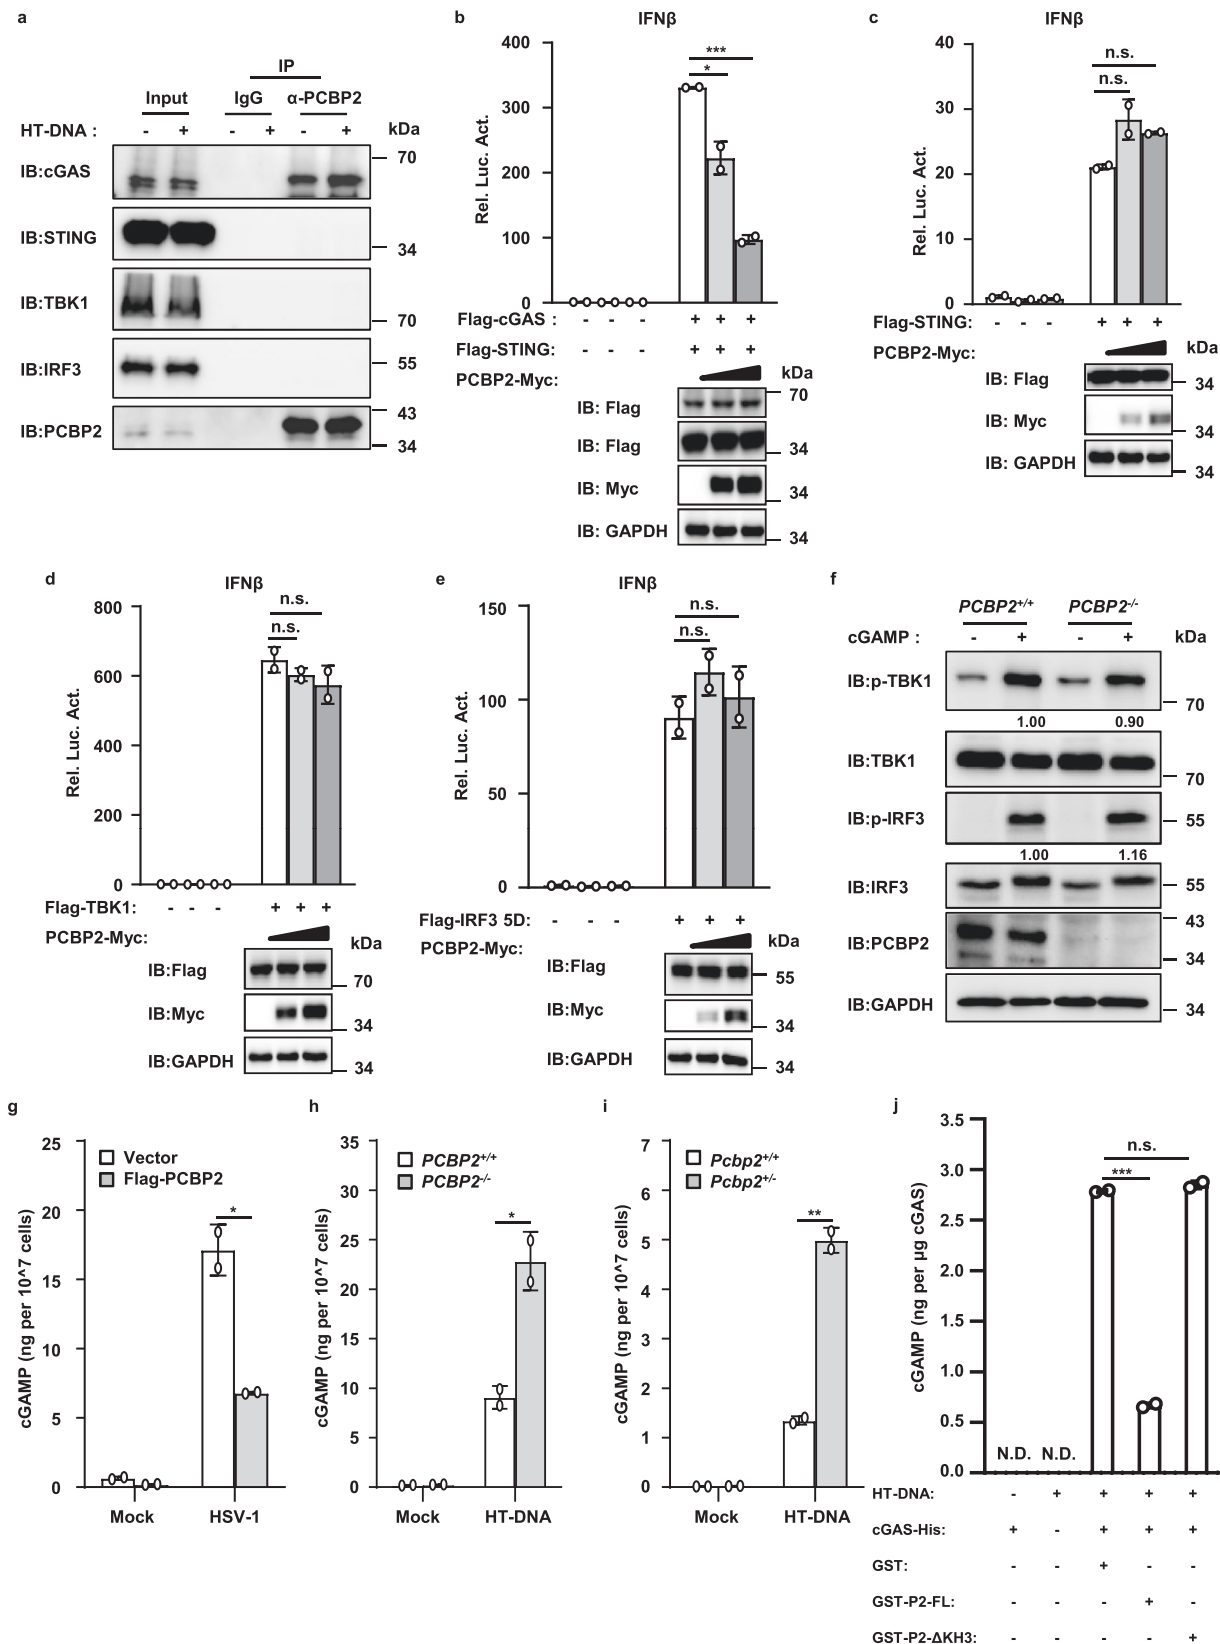 a
IP
Input IgG α-PCBP2
HT-DNA : - + - + - + kDa
IB:cGAS 70
IB:STING 34
IB:TBK1 70
IB:IRF3 55
IB:PCBP2 43
34
b
IFNβ
Rel. Luc. Act.
400
300
200
100
0
***
*
Flag-cGAS : - - - + + +
Flag-STING: - - - + + +
PCBP2-Myc: kDa
IB: Flag 70
IB: Flag 34
IB: Myc 34
IB: GAPDH 34
c
IFNβ
Rel. Luc. Act.
40
30
20
10
0
n.s.
n.s.
Flag-STING: - - - + + +
PCBP2-Myc: kDa
IB: Flag 34
IB: Myc 34
IB: GAPDH 34
d
IFNβ
Rel. Luc. Act.
800
600
400
200
0
n.s.
n.s.
Flag-TBK1: - - - + + +
PCBP2-Myc: kDa
IB:Flag 70
IB:Myc 34
IB:GAPDH 34
e
IFNβ
Rel. Luc. Act.
150
100
50
0
n.s.
n.s.
Flag-IRF3 5D: - - - + + +
PCBP2-Myc: kDa
IB:Flag 55
IB:Myc 34
IB:GAPDH 34
f
PCBP2+/+ PCBP2-/-
cGAMP : - + - + kDa
IB:p-TBK1 70
1.00 0.90
IB:TBK1 70
IB:p-IRF3 55
1.00 1.16
IB:IRF3 55
IB:PCBP2 43
34
IB:GAPDH 34
g
cGAMP (ng per 10^7 cells)
25
20
15
10
5
0
Vector
Flag-PCBP2
*
Mock HSV-1
h
cGAMP (ng per 10^7 cells)
35
30
25
20
15
10
5
0
PCBP2+/+
PCBP2-/-
*
Mock HT-DNA
i
cGAMP (ng per 10^7 cells)
7
6
5
4
3
2
1
0
Pcbp2+/+
Pcbp2+/-
**
Mock HT-DNA
j
cGAMP (ng per µg cGAS)
3.5
3.0
2.5
2.0
1.5
1.0
0.5
0.0
n.s.
***
N.D. N.D.
HT-DNA: - + + + +
cGAS-His: + - + + +
GST: - - + - -
GST-P2-FL: - - - + -
GST-P2-ΔKH3: - - - - +